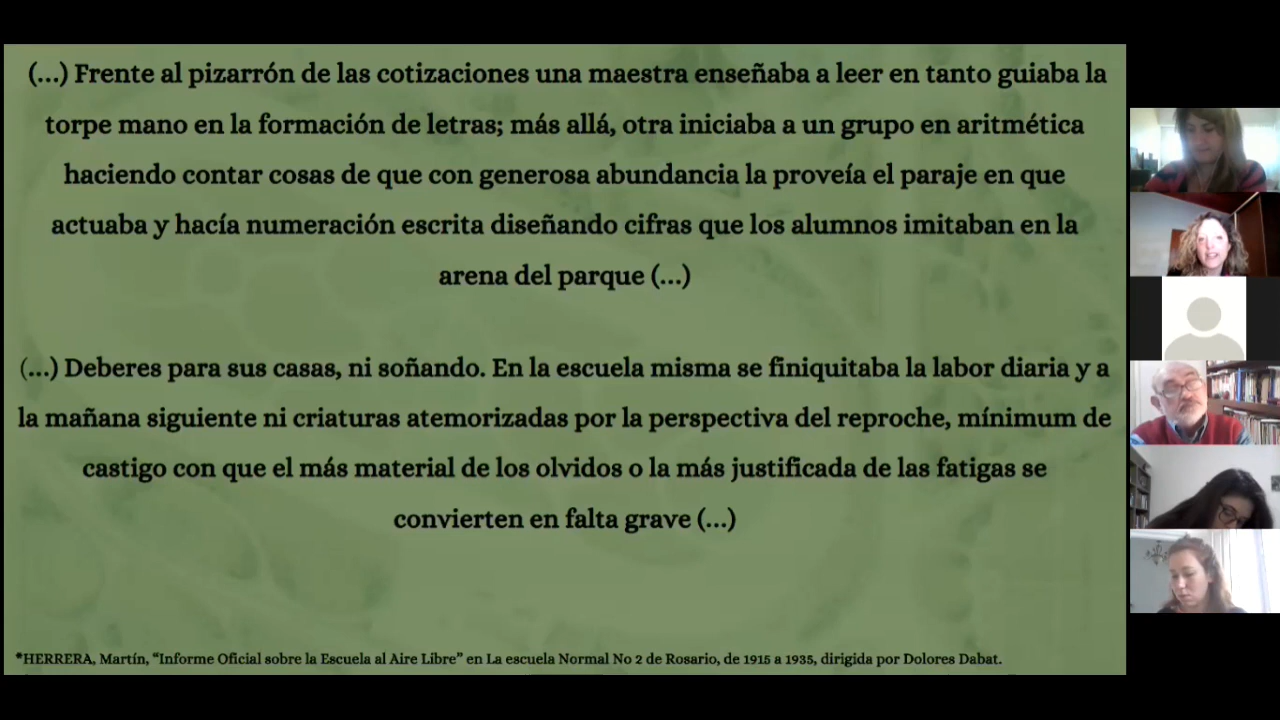 (...) Frente al pizarrón de las cotizaciones una maestra enseñaba a leer en tanto guiaba la
torpe mano en la formación de letras; más allá, otra iniciaba a un grupo en aritmética
haciendo contar cosas de que con generosa abundancia la proveía el paraje en que
actuaba y hacía numeración escrita diseñando cifras que los alumnos imitaban en la
arena del parque (...)
(...) Deberes para sus casas, ni soñando. En la escuela misma se finiquitaba la labor diaria y a
la mañana siguiente ni criaturas atemorizadas por la perspectiva del reproche, mínimum de
castigo con que el más material de los olvidos o la más justificada de las fatigas se
convierten en falta grave (...)
*HERRERA, Martín, “Informe Oficial sobre la Escuela al Aire Libre” en La escuela Normal No 2 de Rosario, de 1915 a 1935, dirigida por Dolores Dabat.